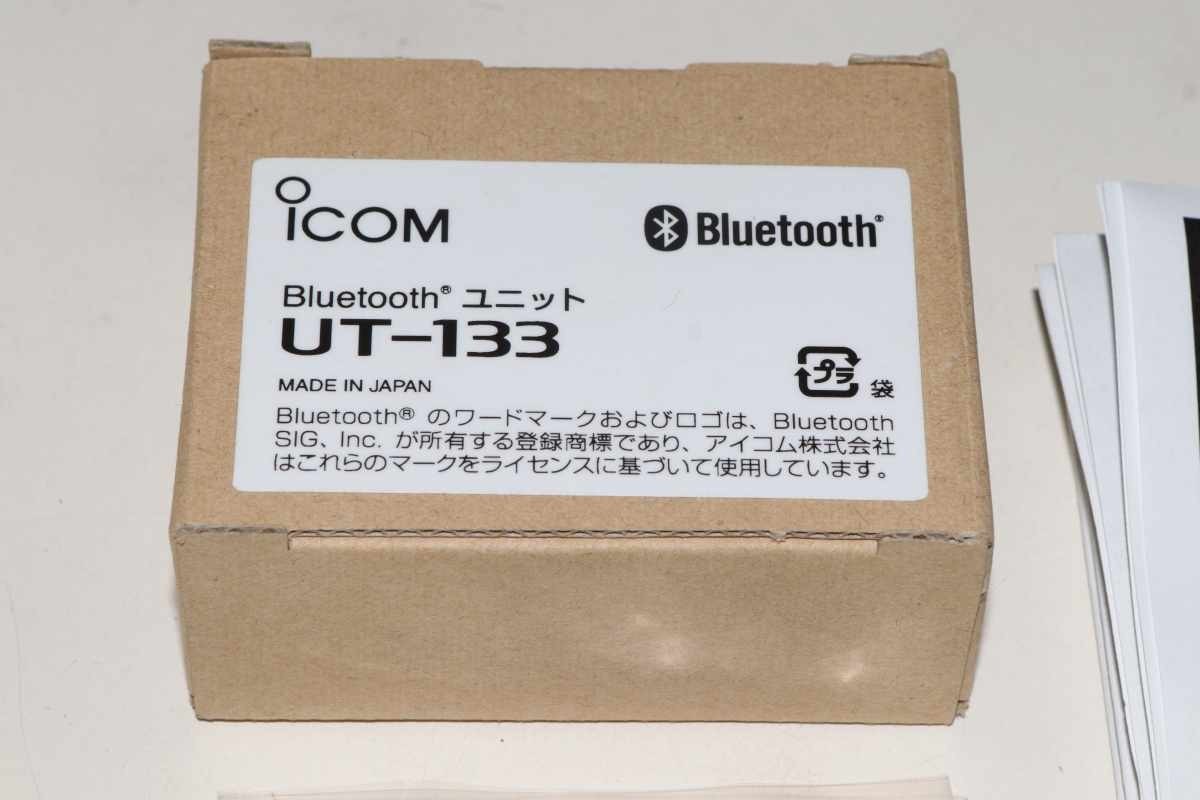 iCOM
Bluetooth®
Bluetooth® ユニット
UT-133
MADE IN JAPAN
プラ 袋
Bluetooth® のワードマークおよびロゴは、Bluetooth
SIG、Inc. が所有する登録商標であり、アイコム株式会社
はこれらのマークをライセンスに基づいて使用しています。